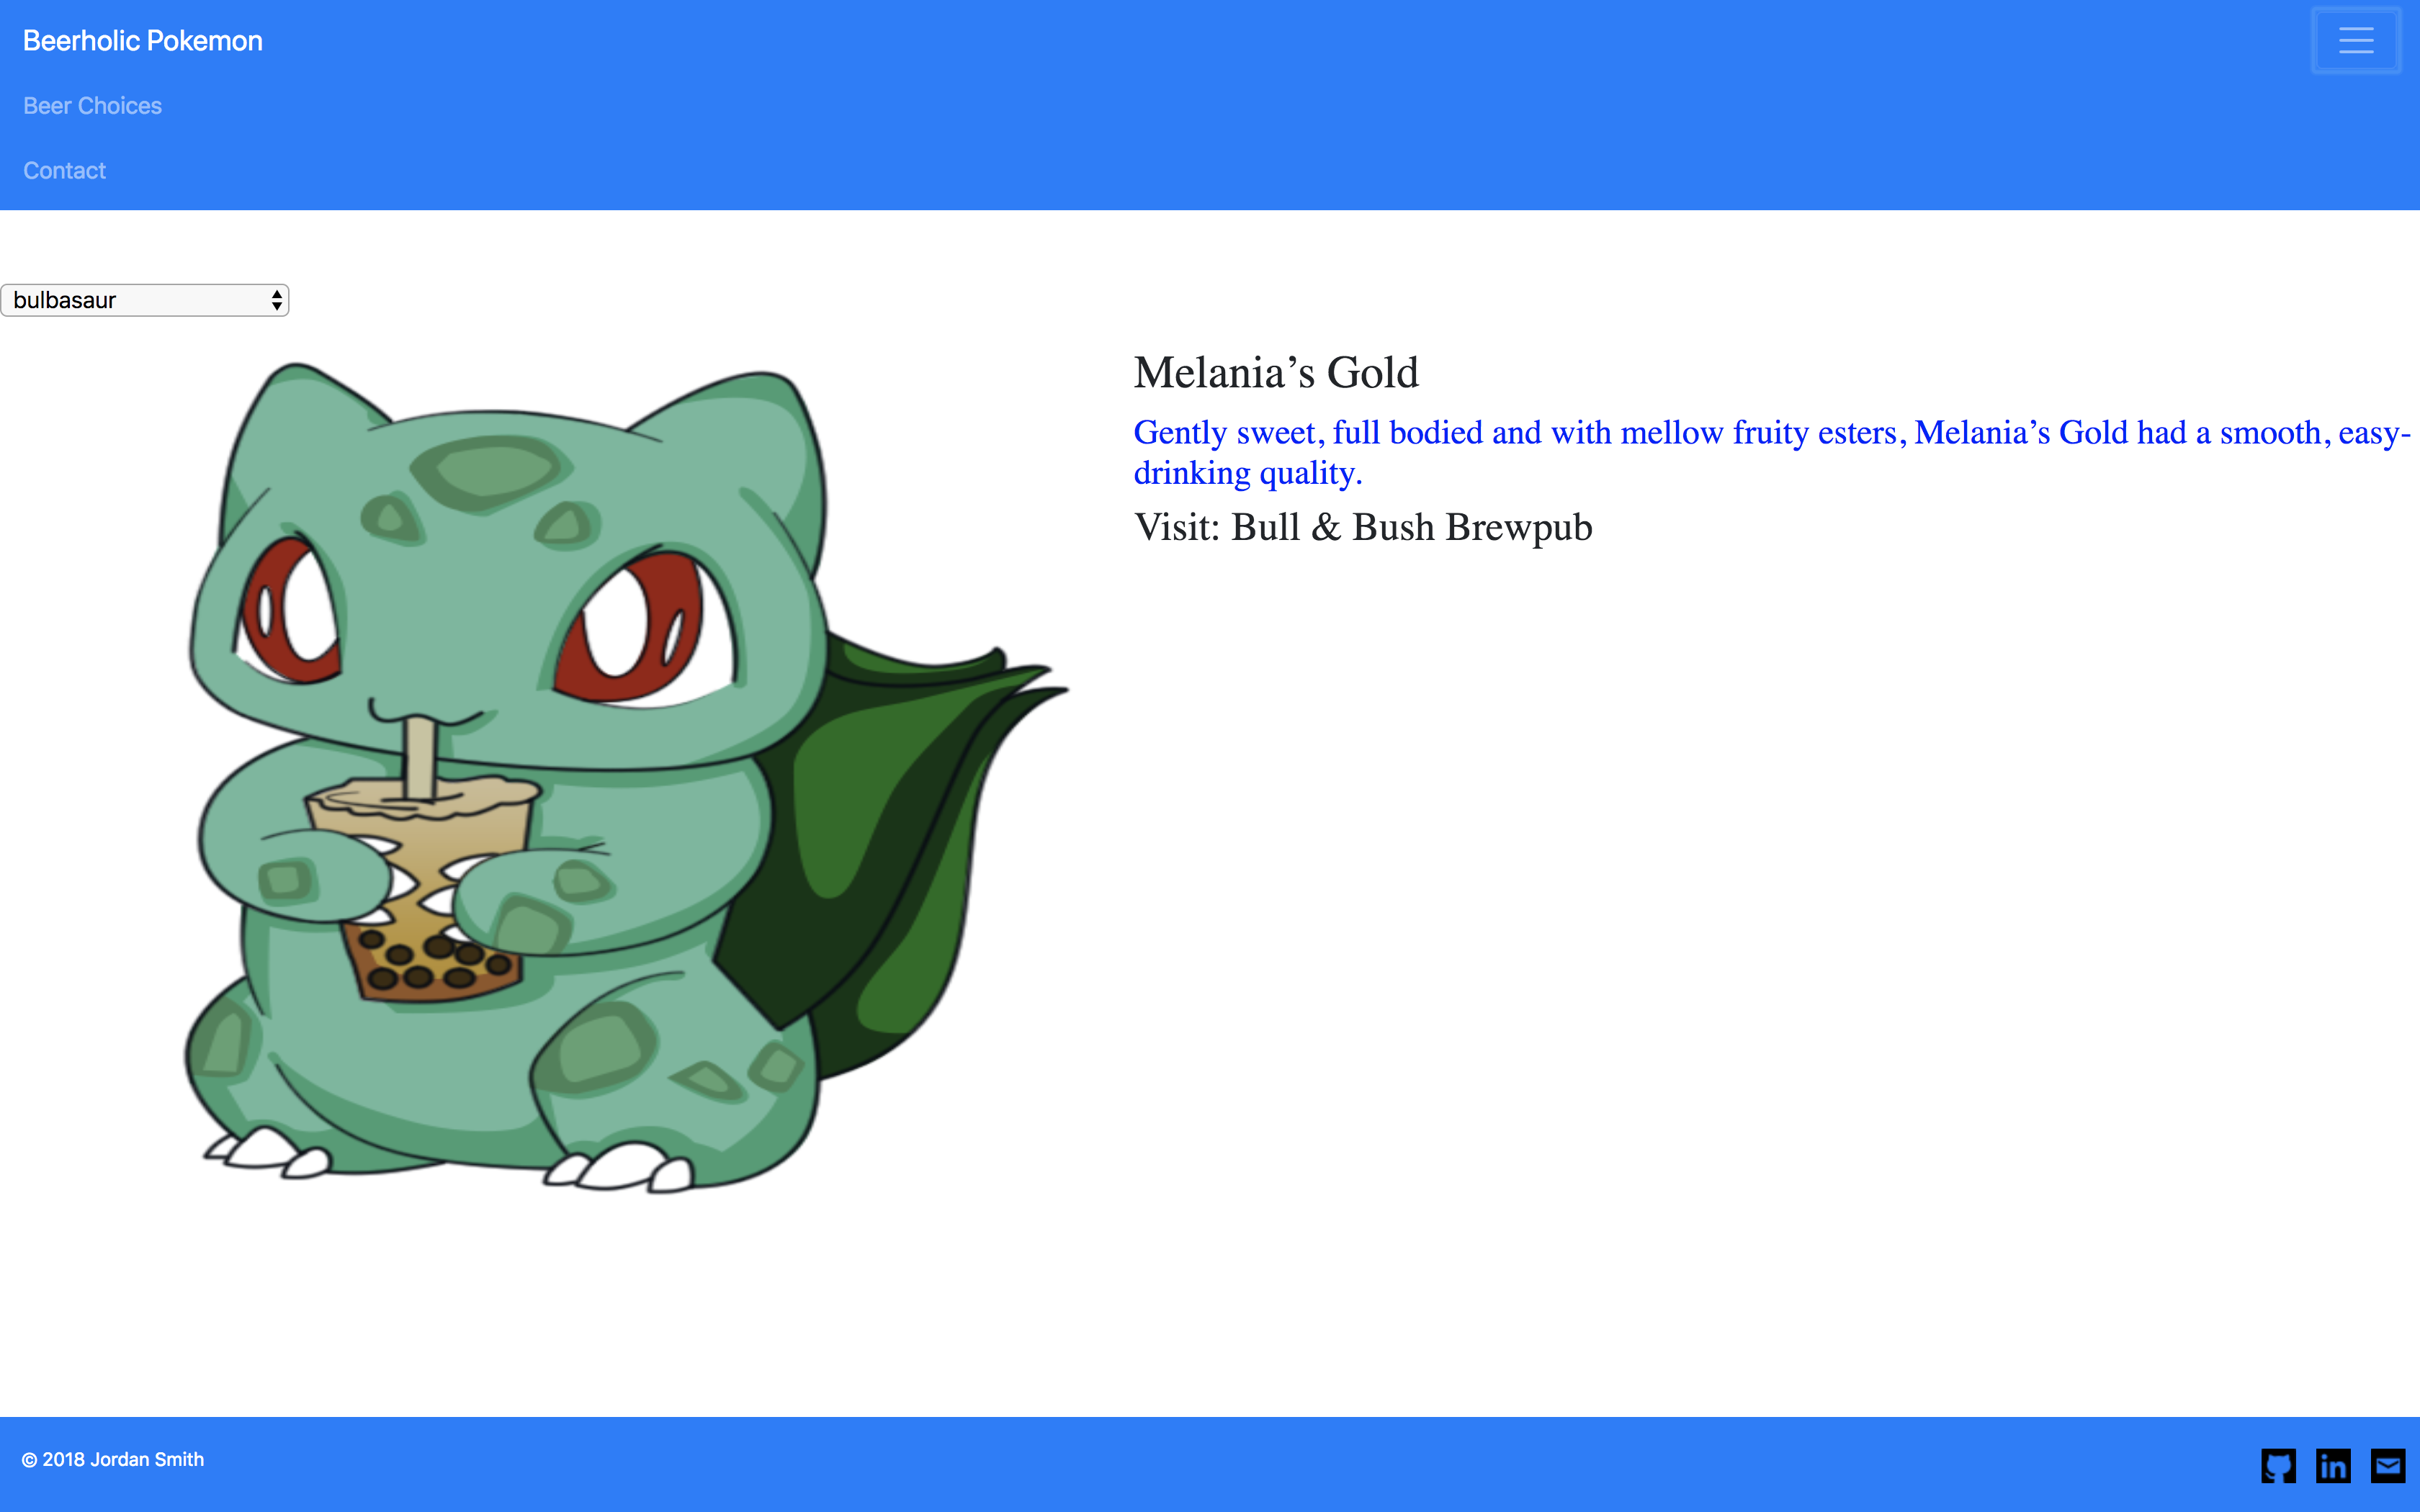 Beerholic Pokemon
Beer Choices
Contact
bulbasaur
Melania’s Gold
Gently sweet, full bodied and with mellow fruity esters, Melania’s Gold had a smooth, easy-
drinking quality.
Visit: Bull & Bush Brewpub
© 2018 Jordan Smith
in